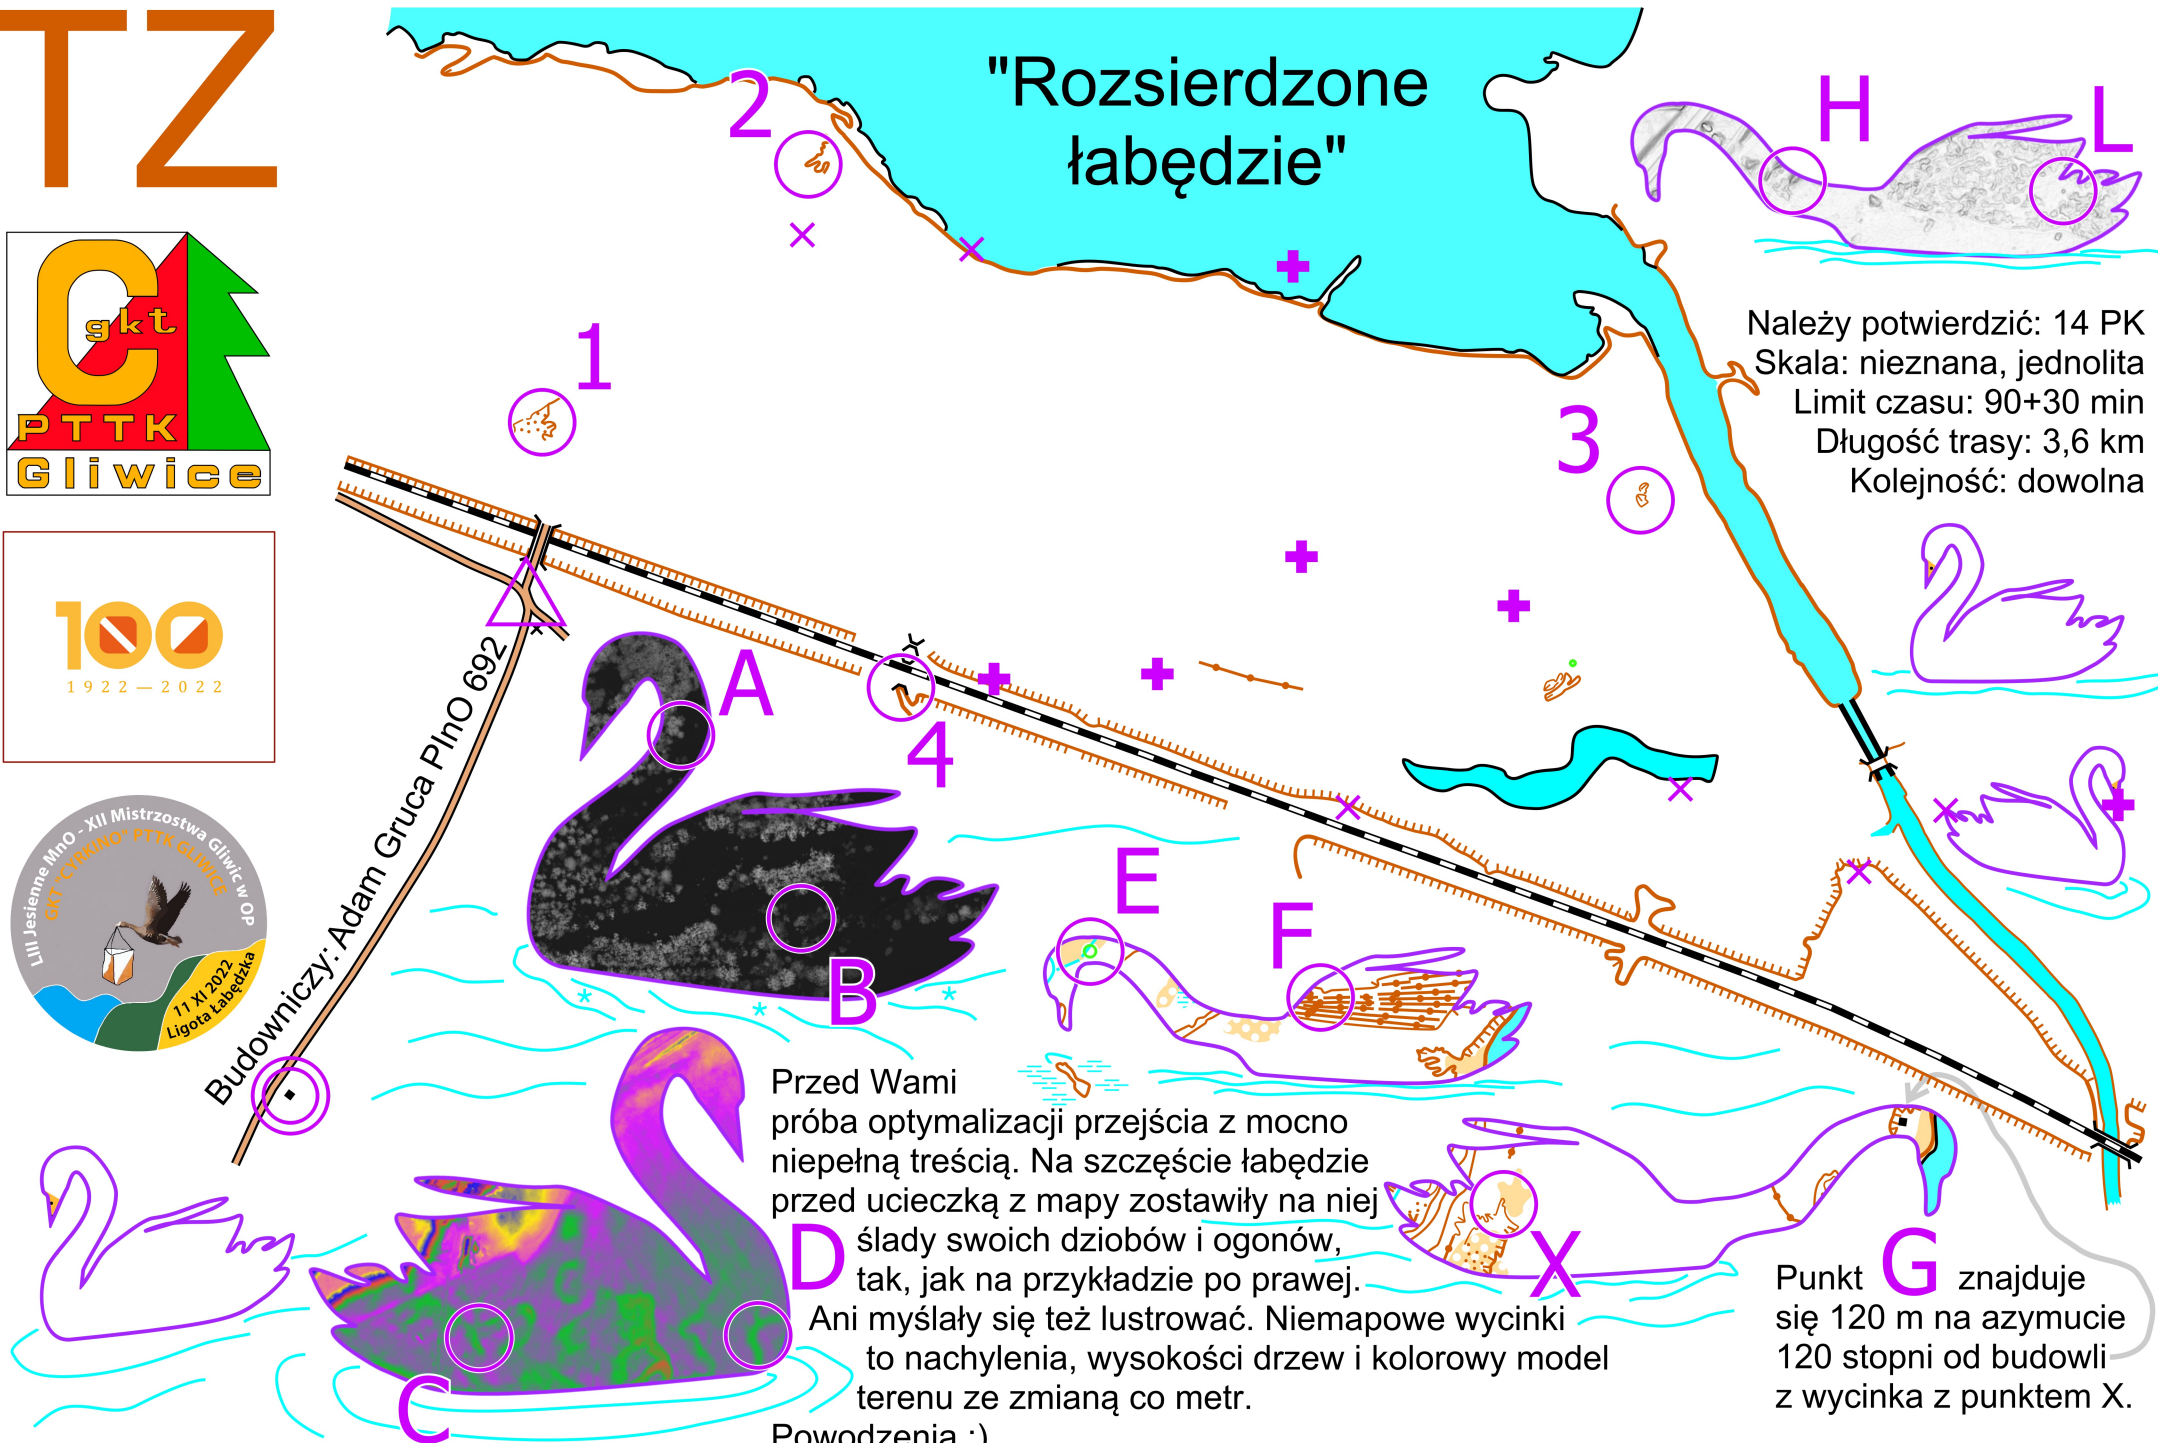 TZ
"Rozsierdzone
łabędzie"
gkt
PTTK
Gliwice
100
1922—2022
LIII Jesienne MnO - XII Mistrzostwa Gliwic w OP
GKT "CYRKINO" PTTK GLIWICE
11 XI 2022
Ligota Łabędzka
Budowniczy: Adam Gruca PInO 692
2
1
3
4
H
L
Należy potwierdzić: 14 PK
Skala: nieznana, jednolita
Limit czasu: 90+30 min
Długość trasy: 3,6 km
Kolejność: dowolna
A
B
E
F
C
D
X
Przed Wami
próba optymalizacji przejścia z mocno
niepełną treścią. Na szczęście łabędzie
przed ucieczką z mapy zostawiły na niej
ślady swoich dziobów i ogonów,
tak, jak na przykładzie po prawej.
Ani myślały się też lustrować. Niemapowe wycinki
to nachylenia, wysokości drzew i kolorowy model
terenu ze zmianą co metr.
Powodzenia :)
Punkt G znajduje
się 120 m na azymucie
120 stopni od budowli
z wycinka z punktem X.